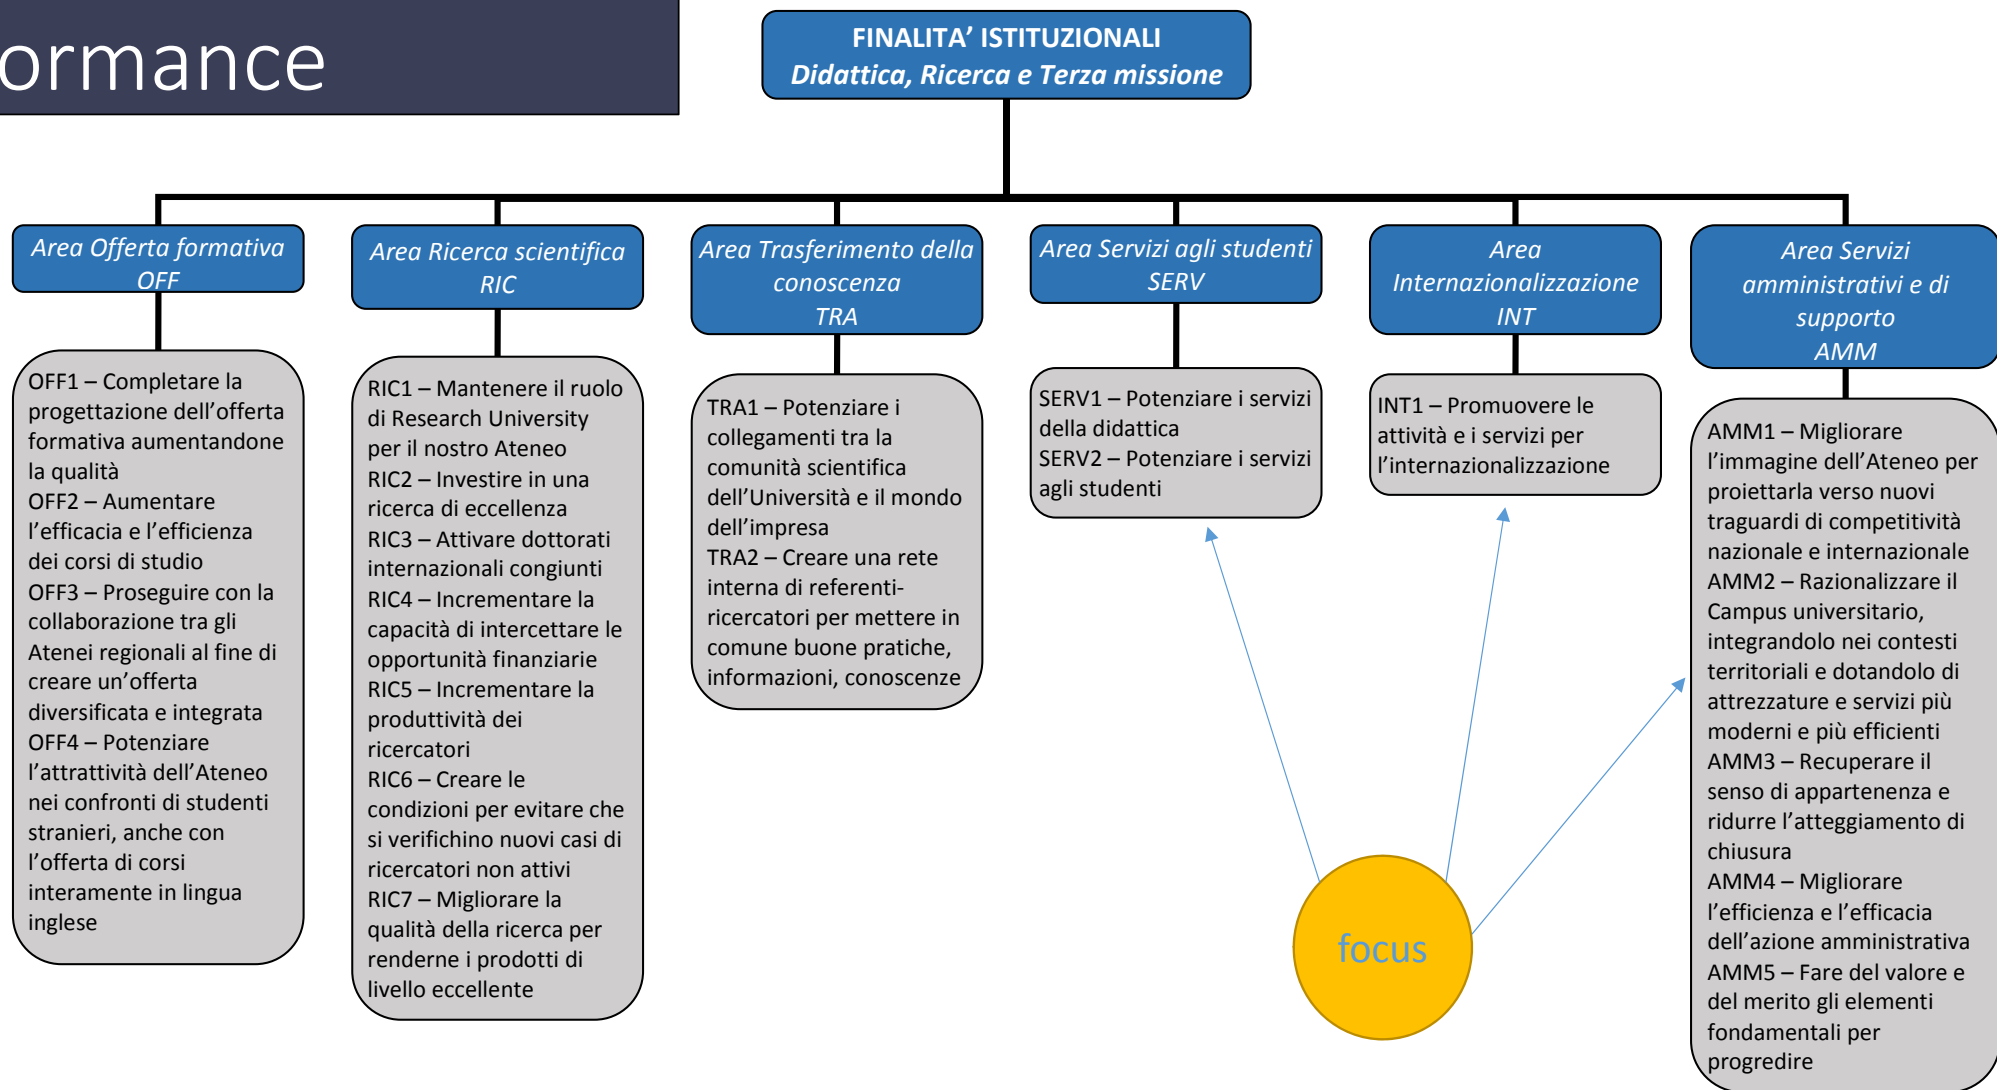 ormance
FINALITA’ ISTITUZIONALI
Didattica, Ricerca e Terza missione
Area Offerta formativa
OFF
Area Ricerca scientifica
RIC
Area Trasferimento della
conoscenza
TRA
Area Servizi agli studenti
SERV
Area
Internazionalizzazione
INT
Area Servizi
amministrativi e di
supporto
AMM
OFF1 – Completare la
progettazione dell’offerta
formativa aumentandone
la qualità
OFF2 – Aumentare
l’efficacia e l’efficienza
dei corsi di studio
OFF3 – Proseguire con la
collaborazione tra gli
Atenei regionali al fine di
creare un’offerta
diversificata e integrata
OFF4 – Potenziare
l’attrattività dell’Ateneo
nei confronti di studenti
stranieri, anche con
l’offerta di corsi
interamente in lingua
inglese
RIC1 – Mantenere il ruolo
di Research University
per il nostro Ateneo
RIC2 – Investire in una
ricerca di eccellenza
RIC3 – Attivare dottorati
internazionali congiunti
RIC4 – Incrementare la
capacità di intercettare le
opportunità finanziarie
RIC5 – Incrementare la
produttività dei
ricercatori
RIC6 – Creare le
condizioni per evitare che
si verifichino nuovi casi di
ricercatori non attivi
RIC7 – Migliorare la
qualità della ricerca per
renderne i prodotti di
livello eccellente
TRA1 – Potenziare i
collegamenti tra la
comunità scientifica
dell’Università e il mondo
dell’impresa
TRA2 – Creare una rete
interna di referenti-
ricercatori per mettere in
comune buone pratiche,
informazioni, conoscenze
SERV1 – Potenziare i servizi
della didattica
SERV2 – Potenziare i servizi
agli studenti
INT1 – Promuovere le
attività e i servizi per
l’internazionalizzazione
AMM1 – Migliorare
l’immagine dell’Ateneo per
proiettarla verso nuovi
traguardi di competitività
nazionale e internazionale
AMM2 – Razionalizzare il
Campus universitario,
integrandolo nei contesti
territoriali e dotandolo di
attrezzature e servizi più
moderni e più efficienti
AMM3 – Recuperare il
senso di appartenenza e
ridurre l’atteggiamento di
chiusura
AMM4 – Migliorare
l’efficienza e l’efficacia
dell’azione amministrativa
AMM5 – Fare del valore e
del merito gli elementi
fondamentali per
progredire
focus